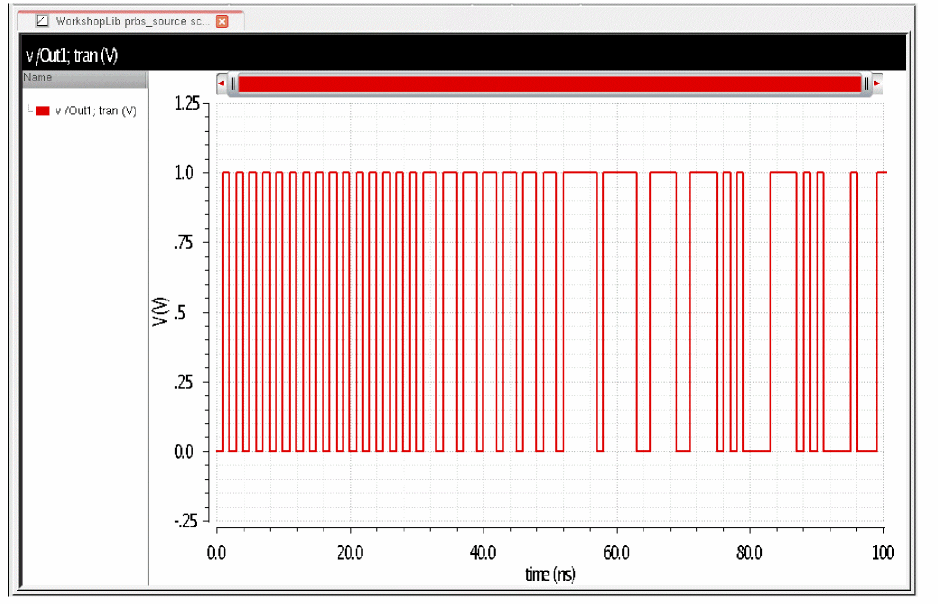 WorkshopLib prbs_source sc...
v /Out1; tran (V)
Name
v /Out1; tran (V)
1.25
1.0
.75
.5
.25
0.0
-.25
V (V)
0.0 20.0 40.0 60.0 80.0 100
time (ns)